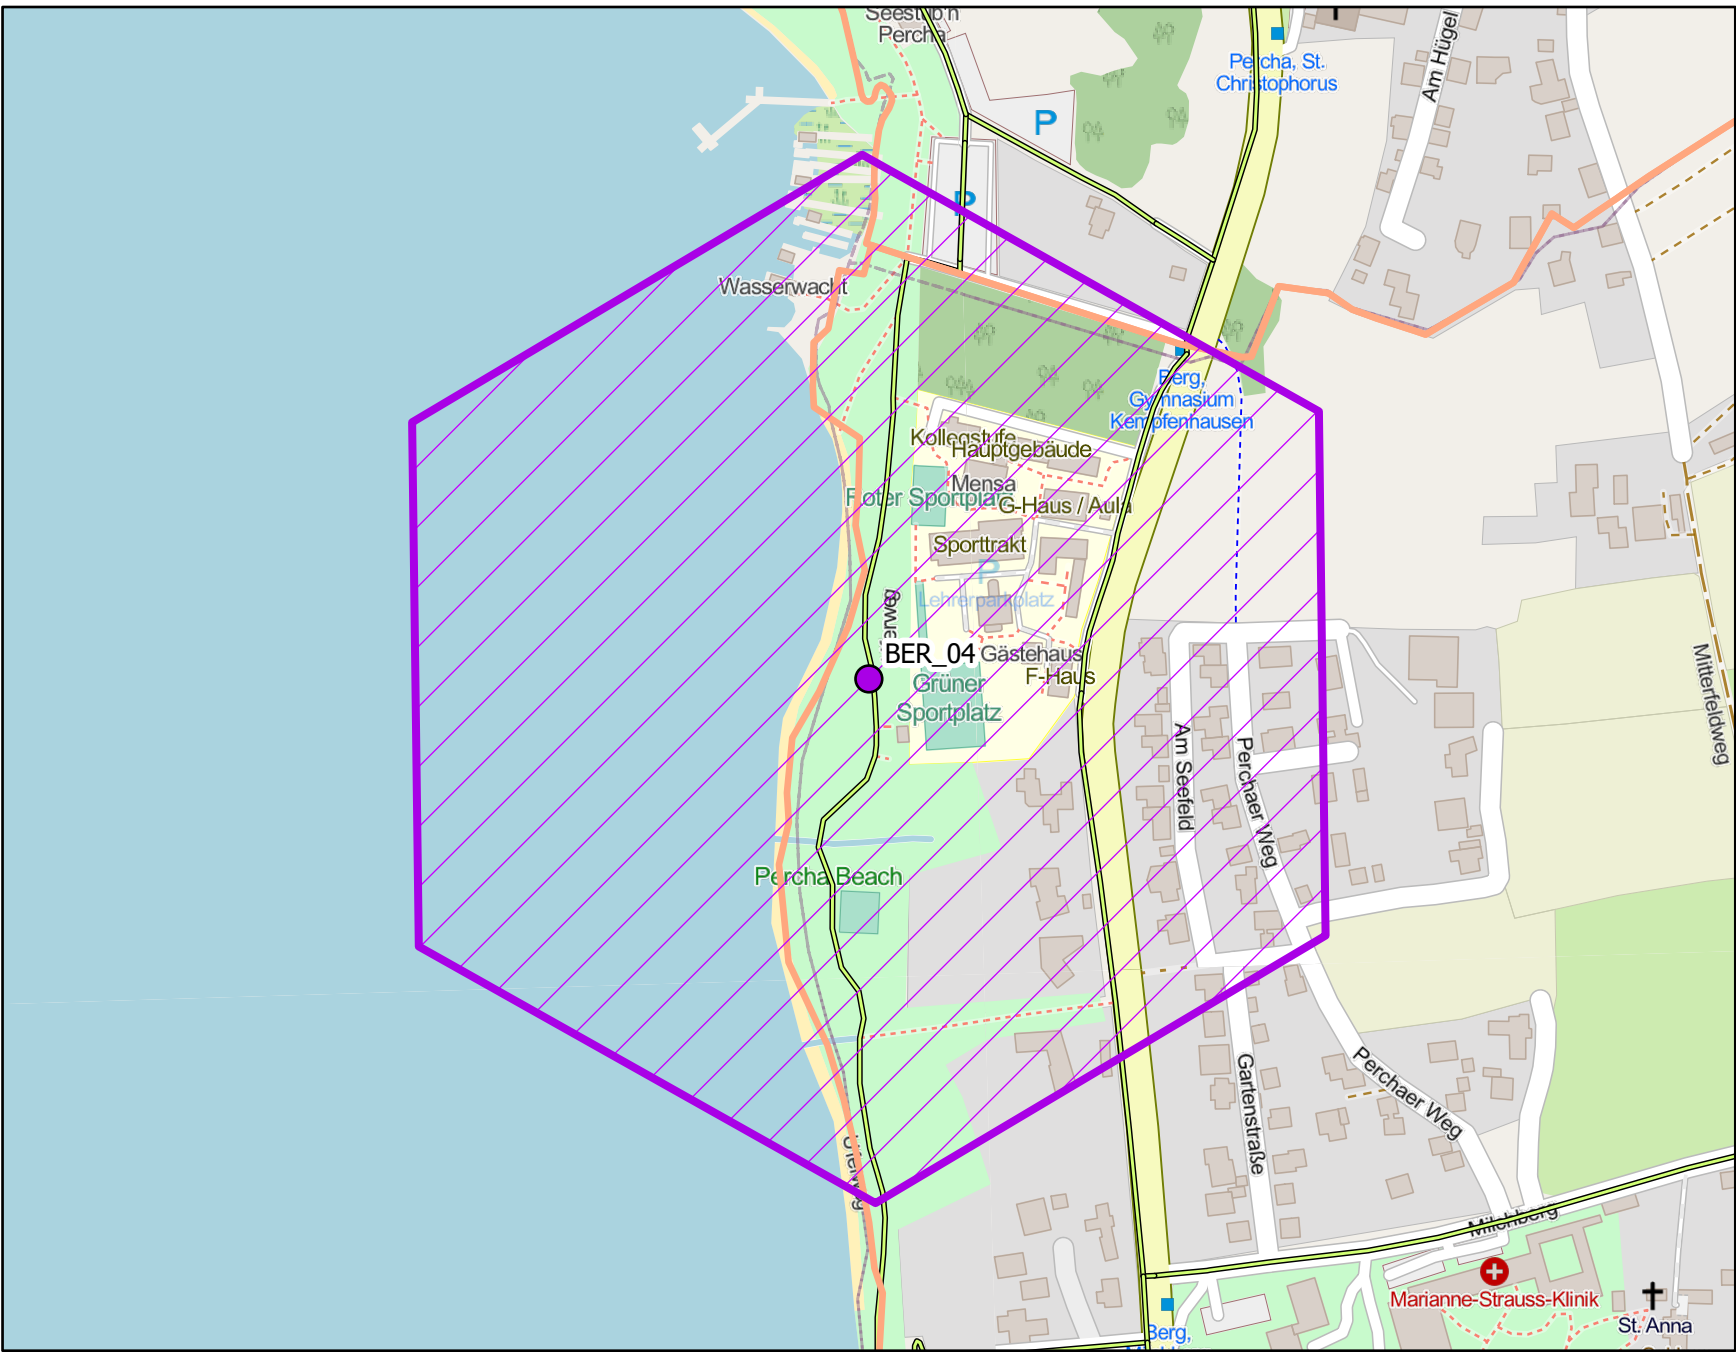 Seestub'n
Percha
P
Percha, St.
Christophorus
Am Hügel
P
Wasserwacht
Berg,
Gymnasium
Kempfenhausen
Kollegstufe
Hauptgebäude
Mensa
Roter Sportplatz
G-Haus / Aula
Sporttrakt
P
Lehrerparkplatz
BER_04
Gästehaus
F-Haus
Grüner
Sportplatz
Am Seefeld
Perchaer Weg
Mitterfeldweg
Percha Beach
Gartenstraße
Perchaer Weg
Uferweg
Milchberg
Marianne-Strauss-Klinik
St. Anna
Berg,